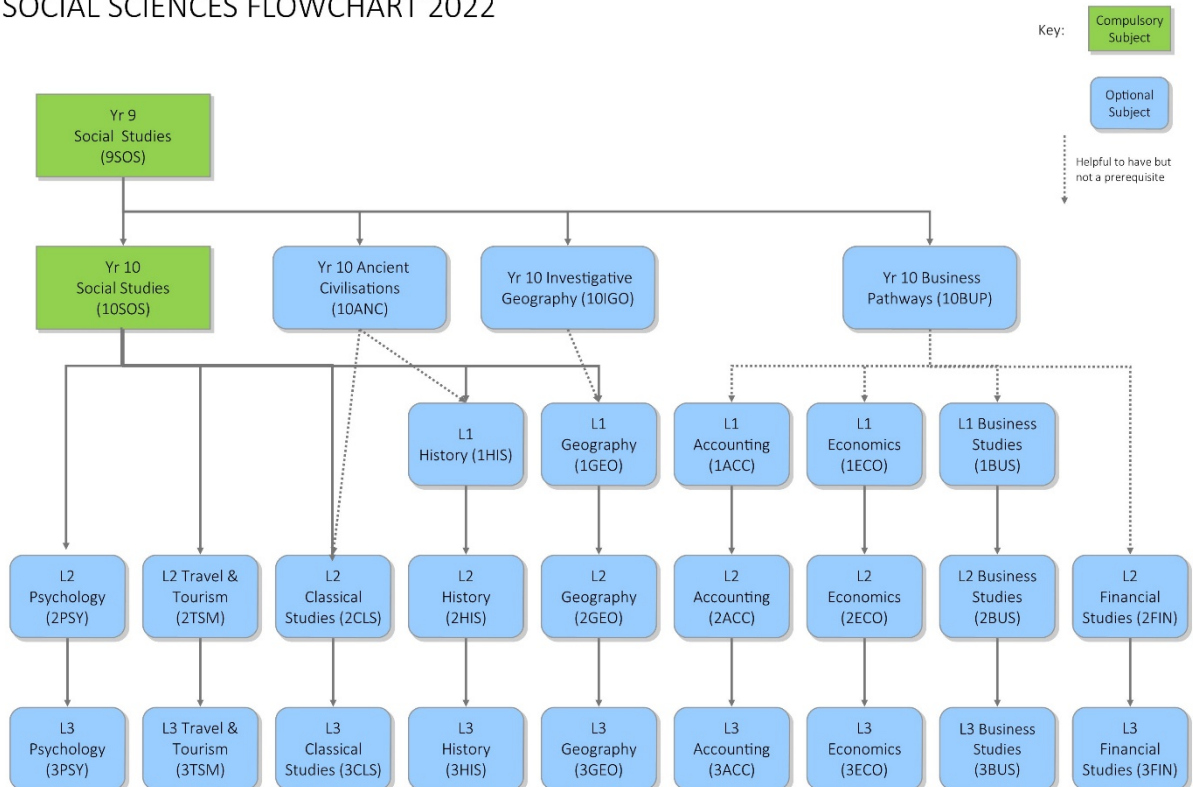 SOCIAL SCIENCES FLOWCHART 2022
Key:
Compulsory
Subject
Optional
Subject
Helpful to have but
not a prerequisite
Yr 9
Social Studies
(9SOS)
Yr 10
Social Studies
(10SOS)
Yr 10 Ancient
Civilisations
(10ANC)
Yr 10 Investigative
Geography (10IGO)
Yr 10 Business
Pathways (10BUP)
L1
History (1HIS)
L1
Geography
(1GEO)
L1
Accounting
(1ACC)
L1
Economics
(1ECO)
L1 Business
Studies
(1BUS)
L2
Psychology
(2PSY)
L2 Travel &
Tourism
(2TSM)
L2
Classical
Studies (2CLS)
L2
History
(2HIS)
L2
Geography
(2GEO)
L2
Accounting
(2ACC)
L2
Economics
(2ECO)
L2 Business
Studies
(2BUS)
L2
Financial
Studies (2FIN)
L3
Psychology
(3PSY)
L3 Travel &
Tourism
(3TSM)
L3
Classical
Studies (3CLS)
L3
History
(3HIS)
L3
Geography
(3GEO)
L3
Accounting
(3ACC)
L3
Economics
(3ECO)
L3 Business
Studies
(3BUS)
L3
Financial
Studies (3FIN)